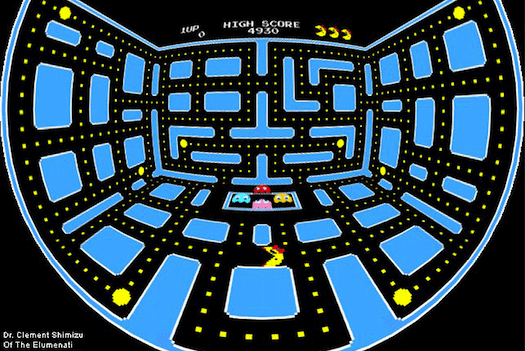 1UP
HIGH SCORE
0
4930
Dr. Clement Shimizu
Of The Elumenati